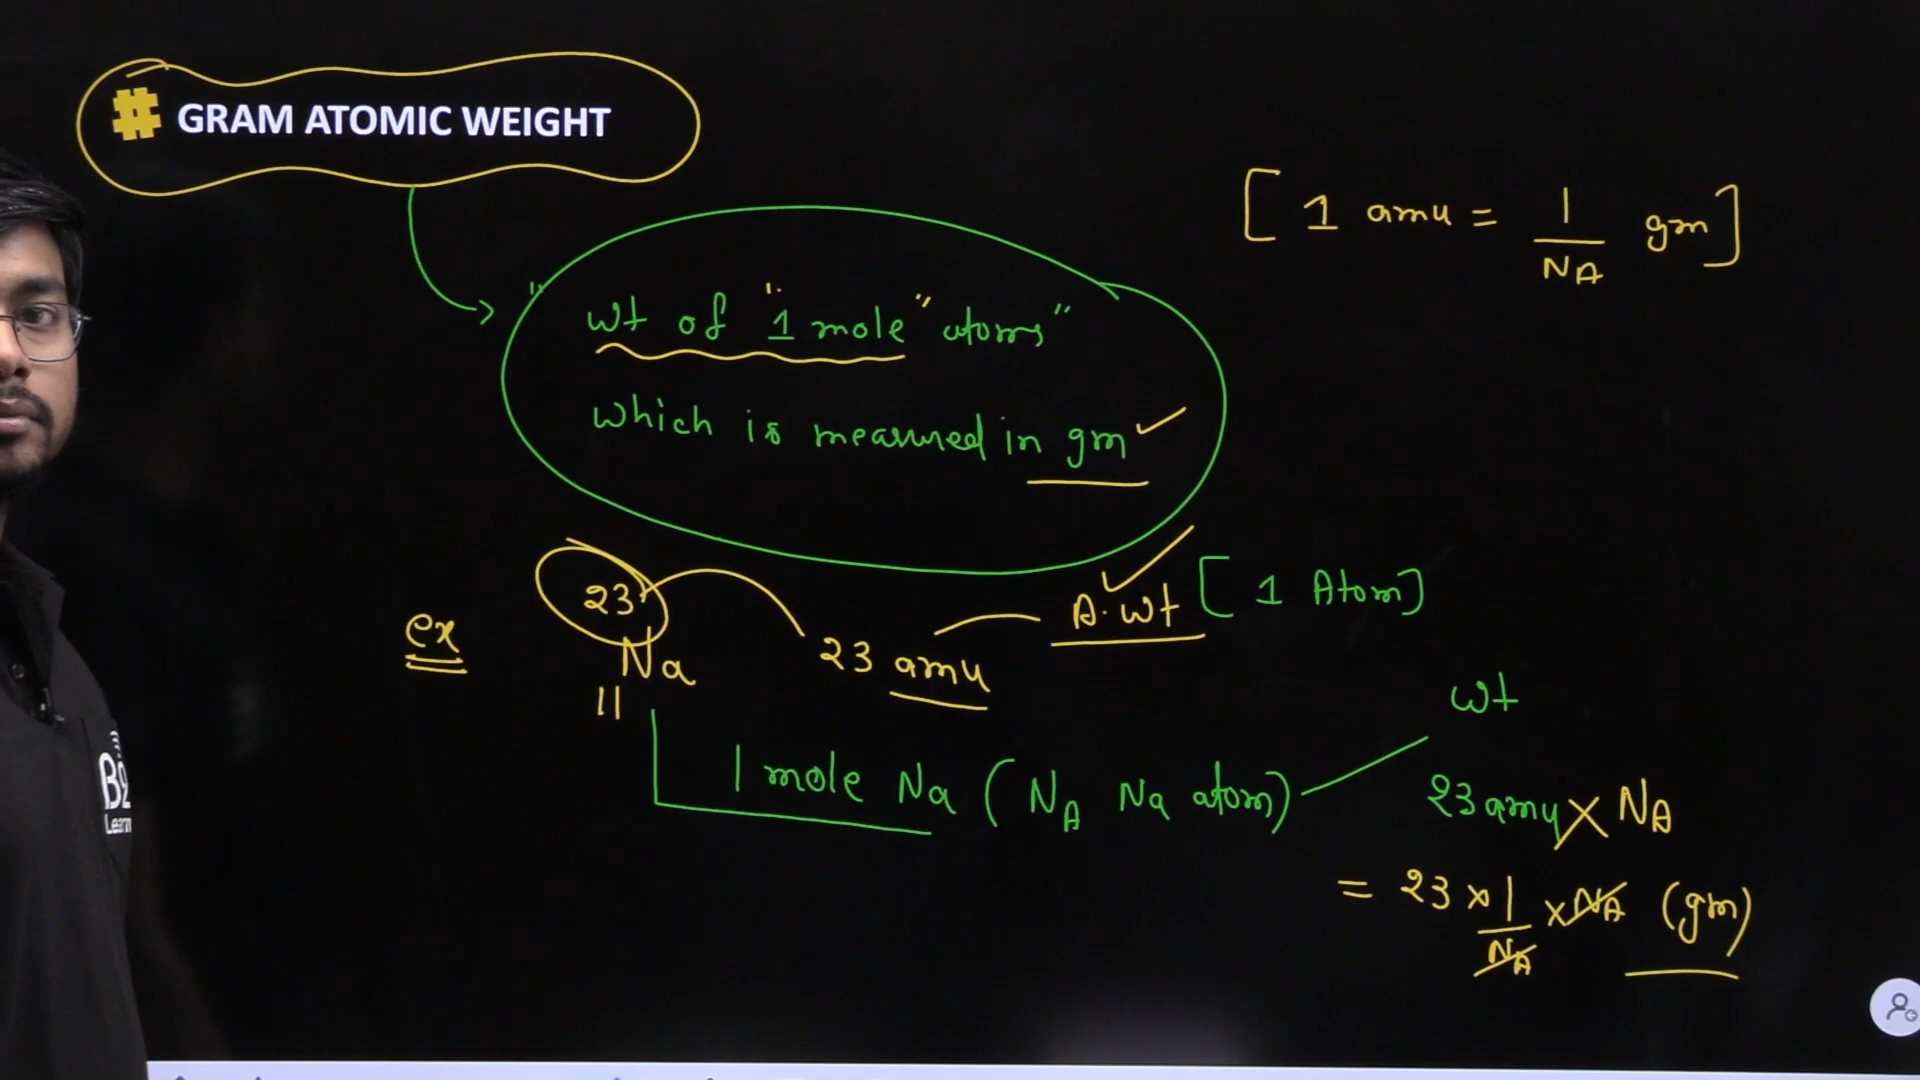 # GRAM ATOMIC WEIGHT
[ 1 amu = 1/NA gm ]
" wt of "1 mole" atoms "
which is measured in gm ✓
ex
23 Na 11
23 amu
A.wt ✓ [ 1 Atom ]
1 mole Na ( NA Na atom )
wt
23 amu × NA
= 23 × 1/NA × NA (gm)
Learn